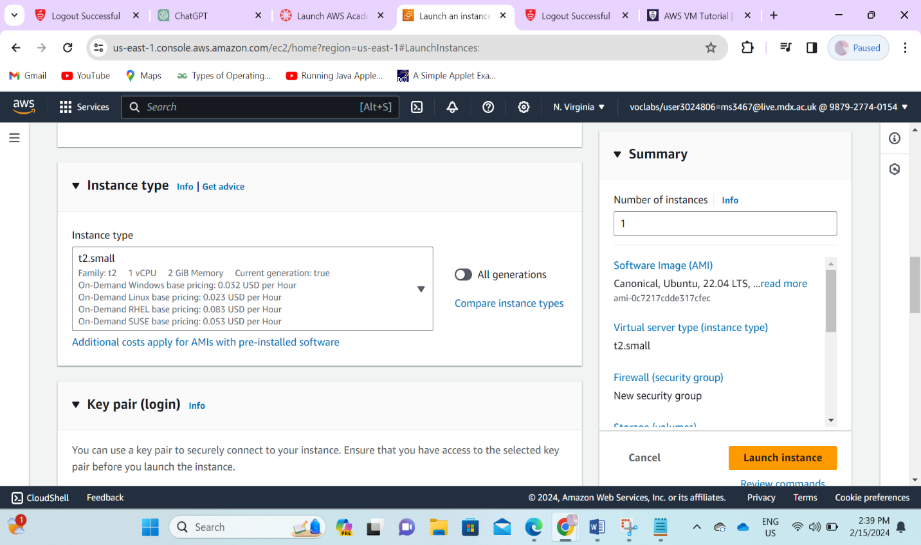 Logout Successful
ChatGPT
Launch AWS Acade
Launch an instance
Logout Successful
AWS VM Tutorial |
us-east-1.console.aws.amazon.com/ec2/home?region=us-east-1#LaunchInstances:
Paused
Gmail
YouTube
Maps
Types of Operating...
Running Java Apple...
A Simple Applet Exa...
aws
Services
Search
[Alt+S]
N. Virginia
voclabs/user3024806=ms3467@live.mdx.ac.uk @ 9879-2774-0154
Instance type
Info | Get advice
Instance type
t2.small
Family: t2 1 vCPU 2 GiB Memory Current generation: true
On-Demand Windows base pricing: 0.032 USD per Hour
On-Demand Linux base pricing: 0.023 USD per Hour
On-Demand RHEL base pricing: 0.083 USD per Hour
On-Demand SUSE base pricing: 0.053 USD per Hour
All generations
Compare instance types
Additional costs apply for AMIs with pre-installed software
Key pair (login)
Info
You can use a key pair to securely connect to your instance. Ensure that you have access to the selected key
pair before you launch the instance.
Summary
Number of instances
Info
1
Software Image (AMI)
Canonical, Ubuntu, 22.04 LTS, ...read more
ami-0c7217cdde317cfec
Virtual server type (instance type)
t2.small
Firewall (security group)
New security group
Storage (volumes)
Cancel
Launch instance
Review commands
CloudShell
Feedback
© 2024, Amazon Web Services, Inc. or its affiliates.
Privacy
Terms
Cookie preferences
1
Search
PRE
ENG
US
2:39 PM
2/15/2024